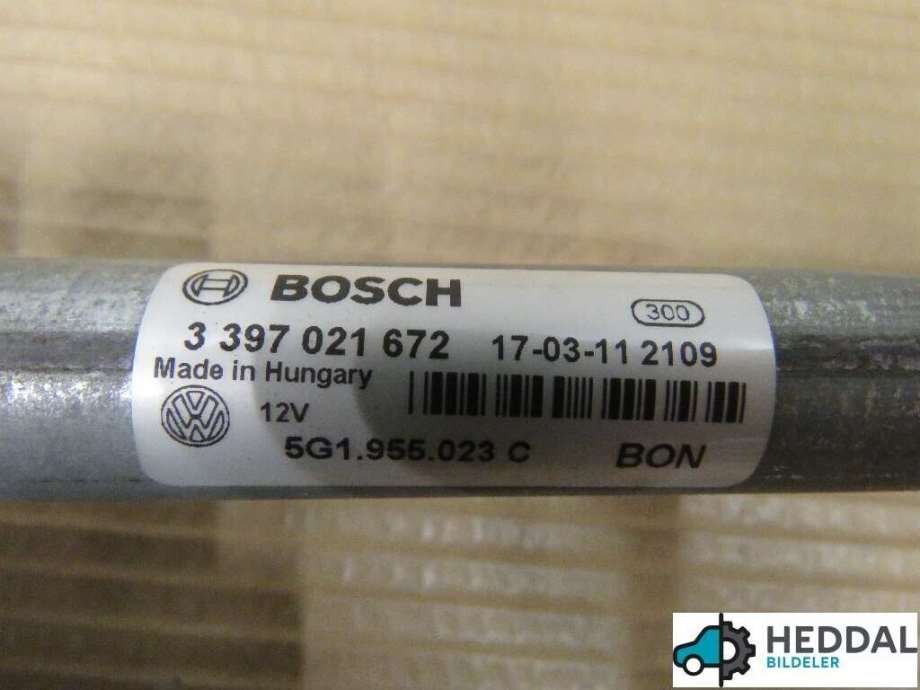 BOSCH
300
3 397 021 672 17-03-11 2109
Made in Hungary
12V
5G1.955.023 C BON
HEDDAL
BILDELER